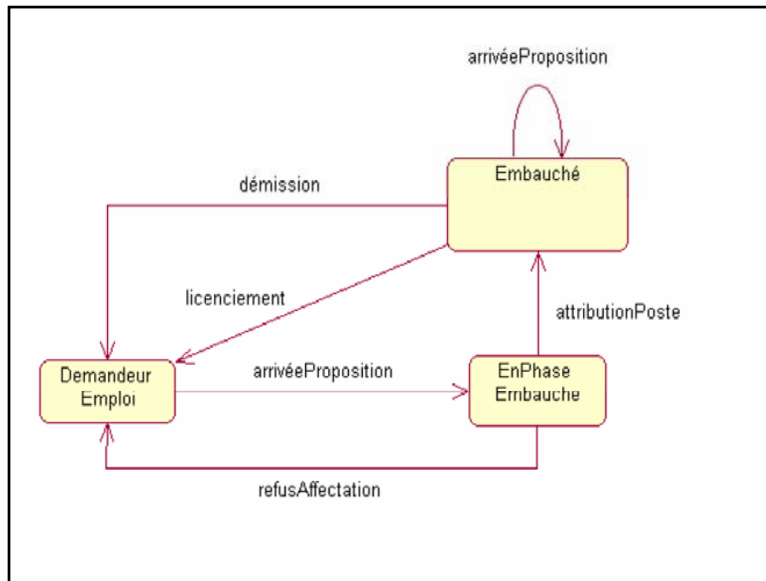 arrivéeProposition
Embauché
démission
licenciement
attributionPoste
Demandeur
Emploi
arrivéeProposition
EnPhase
Embauche
refusAffectation